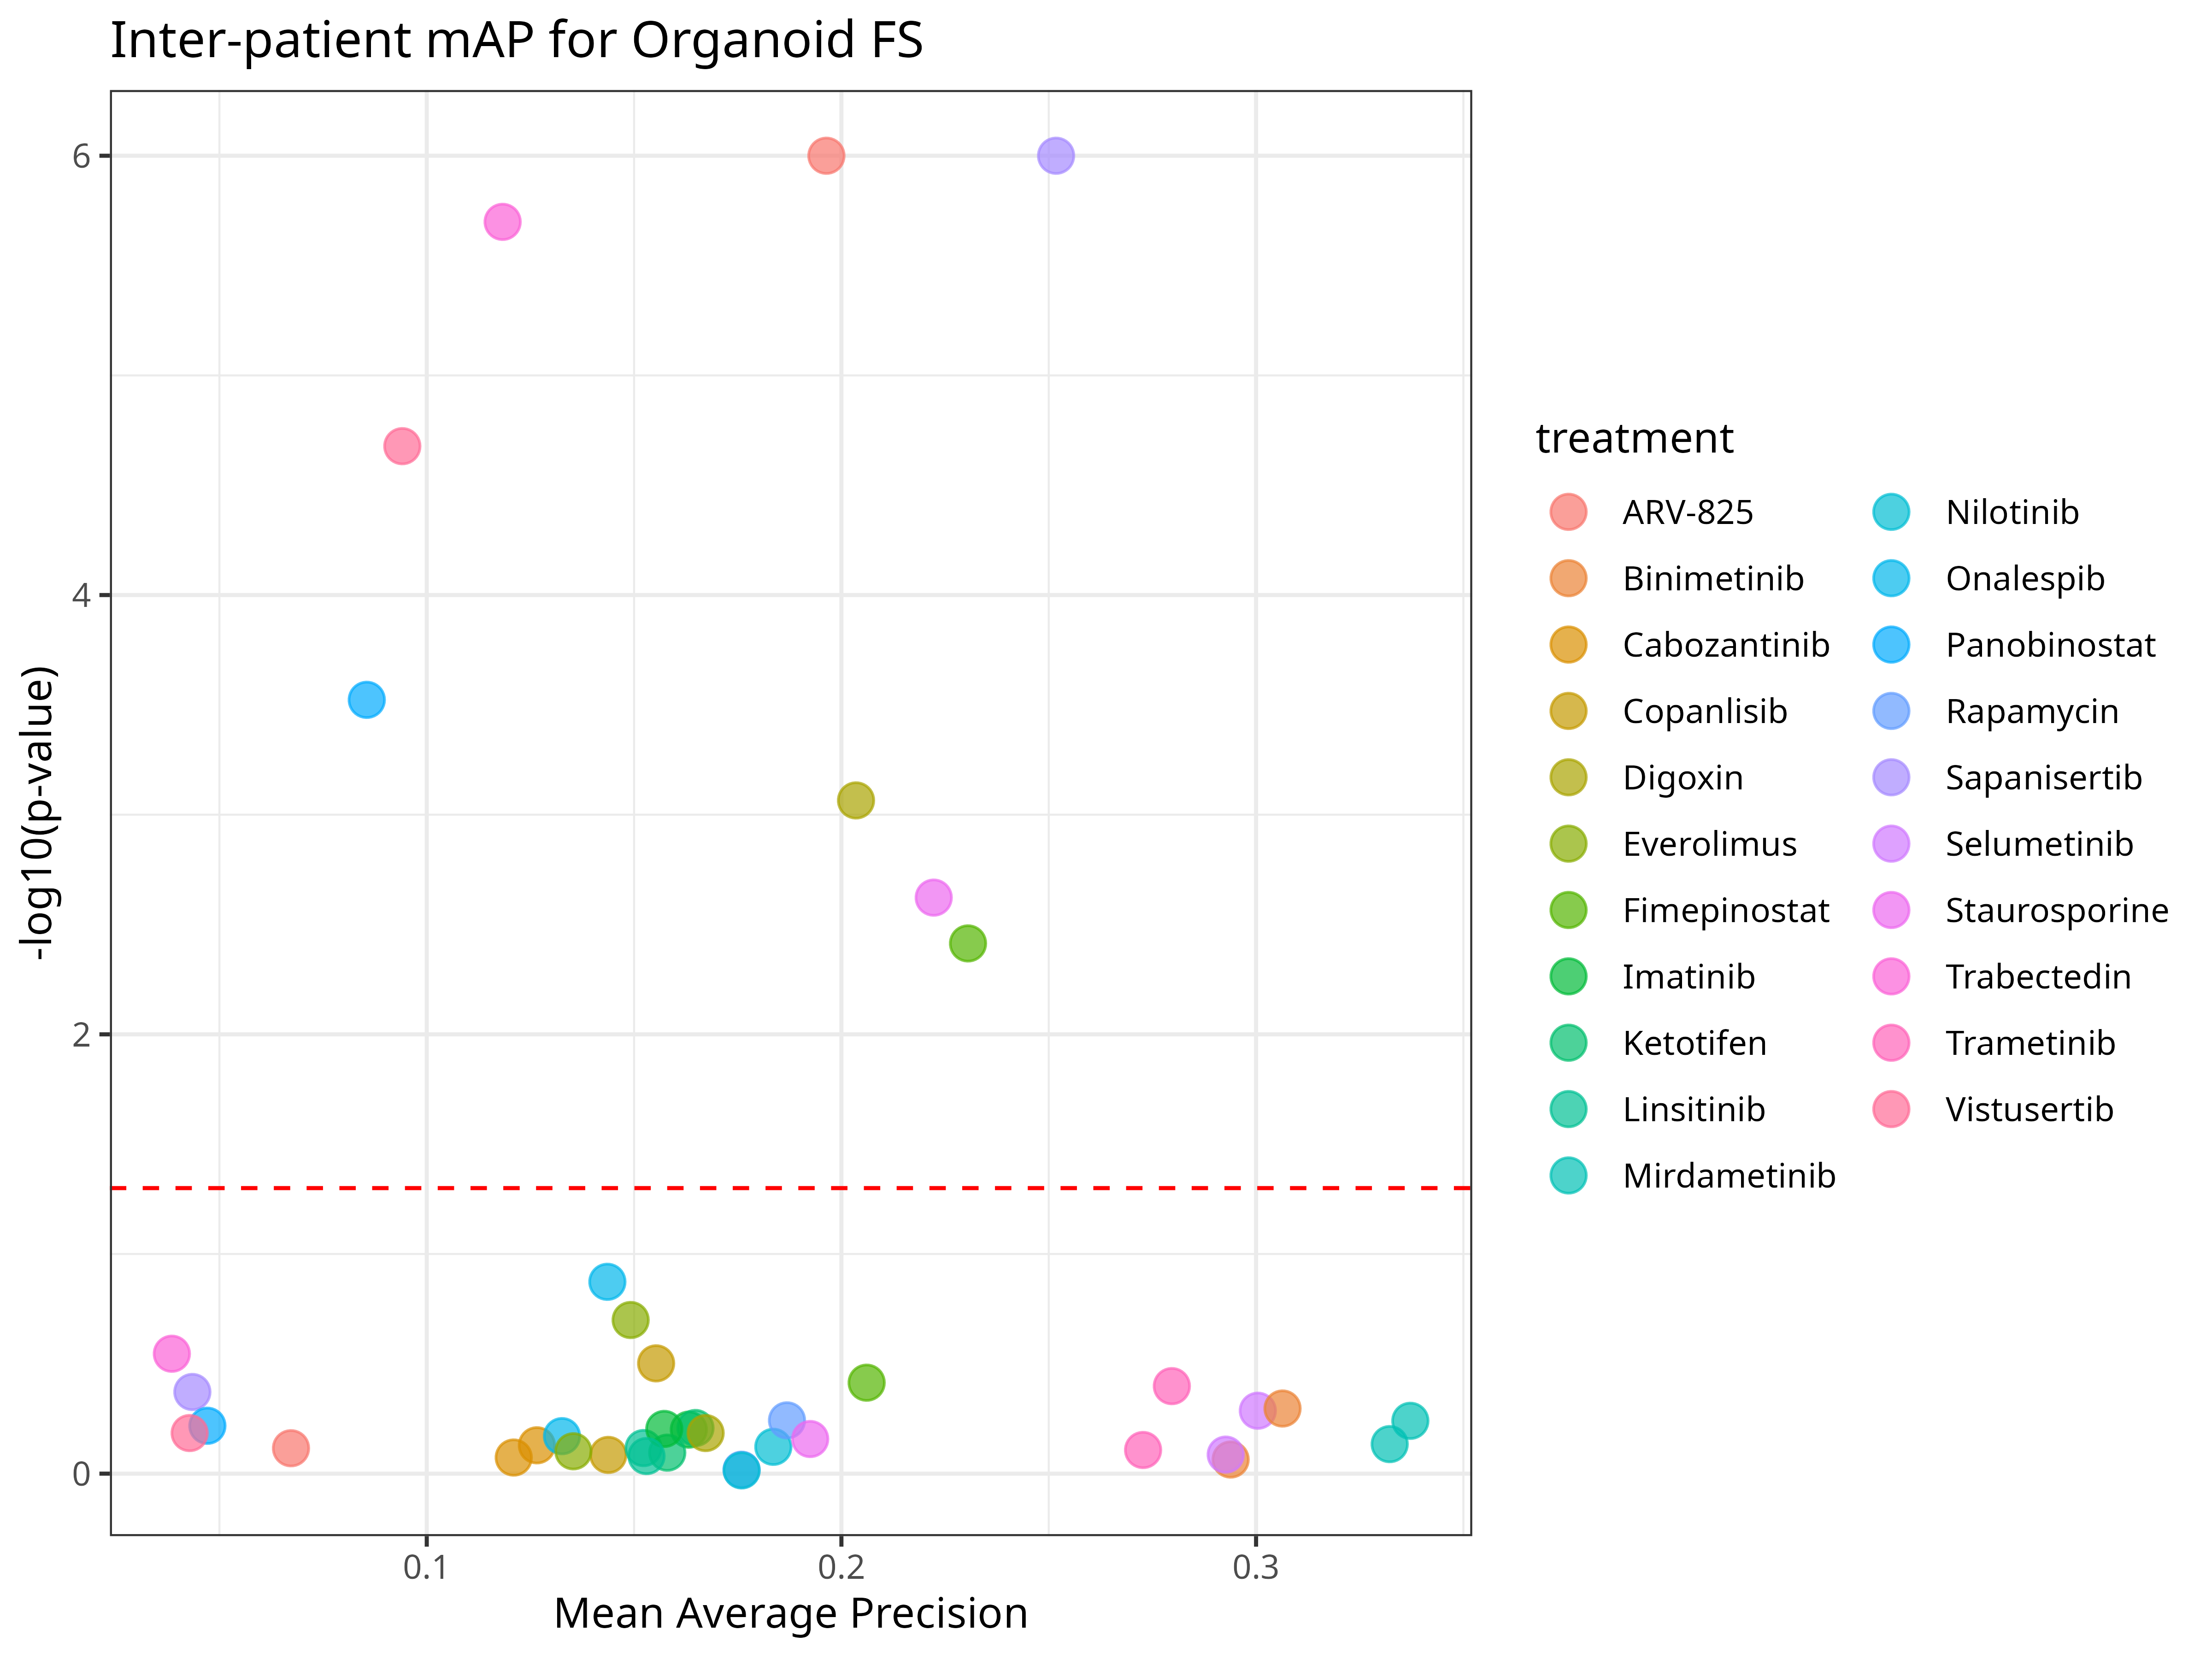 Inter-patient mAP for Organoid FS
-log10(p-value)
6
4
2
0
0.1
0.2
0.3
Mean Average Precision
treatment
ARV-825
Binimetinib
Cabozantinib
Copanlisib
Digoxin
Everolimus
Fimepinostat
Imatinib
Ketotifen
Linsitinib
Mirdametinib
Nilotinib
Onalespib
Panobinostat
Rapamycin
Sapanisertib
Selumetinib
Staurosporine
Trabectedin
Trametinib
Vistusertib